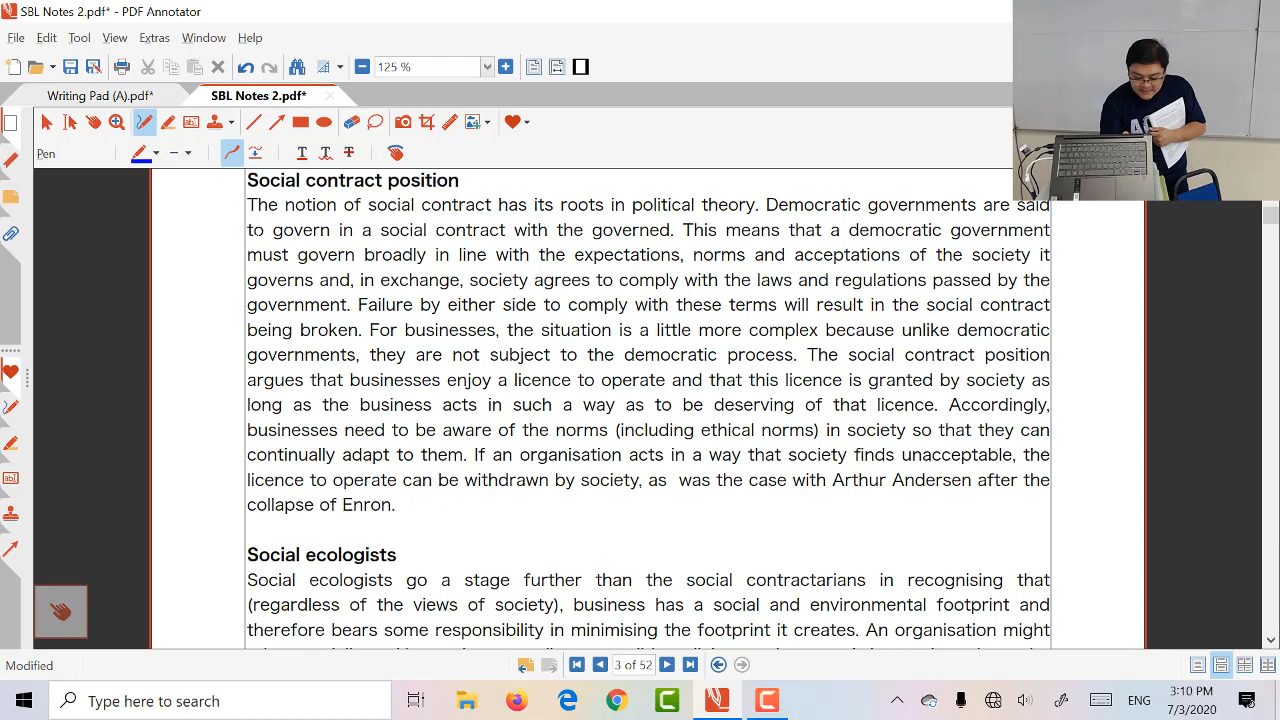 SBL Notes 2.pdf* - PDF Annotator
File Edit Tool View Extras Window Help
125 %
Writing Pad (A).pdf* SBL Notes 2.pdf*
Pen
Social contract position
The notion of social contract has its roots in political theory. Democratic governments are said
to govern in a social contract with the governed. This means that a democratic government
must govern broadly in line with the expectations, norms and acceptations of the society it
governs and, in exchange, society agrees to comply with the laws and regulations passed by the
government. Failure by either side to comply with these terms will result in the social contract
being broken. For businesses, the situation is a little more complex because unlike democratic
governments, they are not subject to the democratic process. The social contract position
argues that businesses enjoy a licence to operate and that this licence is granted by society as
long as the business acts in such a way as to be deserving of that licence. Accordingly,
businesses need to be aware of the norms (including ethical norms) in society so that they can
continually adapt to them. If an organisation acts in a way that society finds unacceptable, the
licence to operate can be withdrawn by society, as was the case with Arthur Andersen after the
collapse of Enron.
Social ecologists
Social ecologists go a stage further than the social contractarians in recognising that
(regardless of the views of society), business has a social and environmental footprint and
therefore bears some responsibility in minimising the footprint it creates. An organisation might
Modified
3 of 52
Type here to search
ENG
3:10 PM
7/3/2020